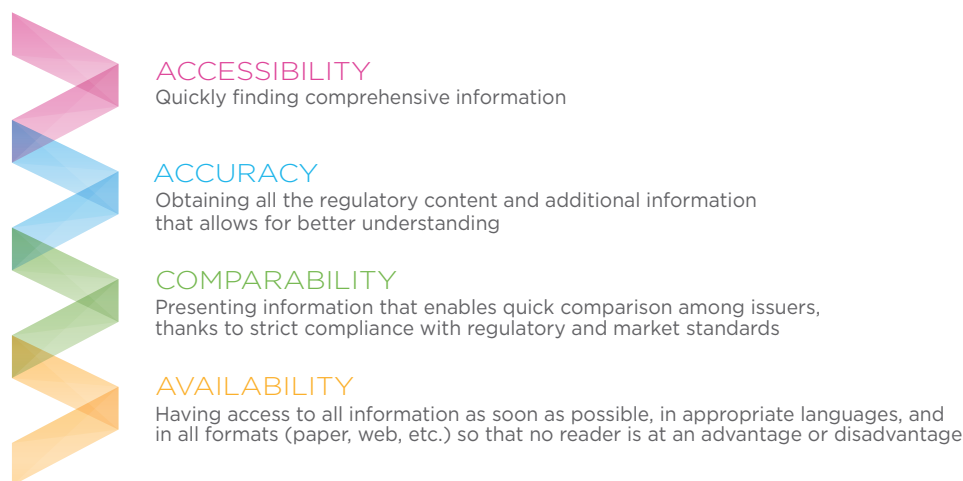 ACCESSIBILITY
Quickly finding comprehensive information
ACCURACY
Obtaining all the regulatory content and additional information
that allows for better understanding
COMPARABILITY
Presenting information that enables quick comparison among issuers,
thanks to strict compliance with regulatory and market standards
AVAILABILITY
Having access to all information as soon as possible, in appropriate languages, and
in all formats (paper, web, etc.) so that no reader is at an advantage or disadvantage